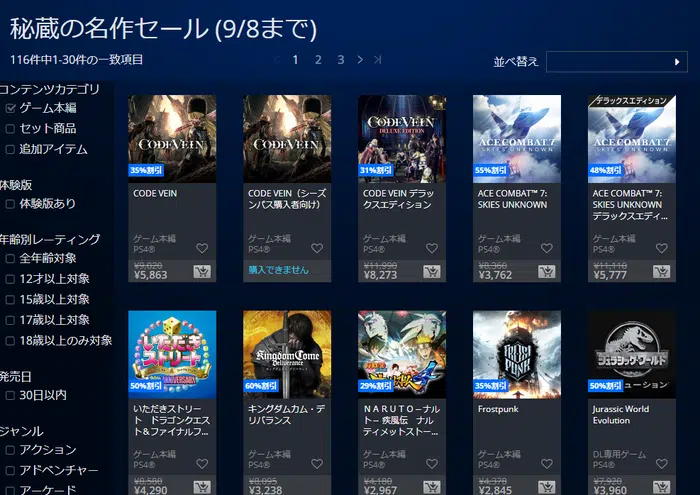 秘蔵の名作セール (9/8まで)
116件中1-30件の一致項目
1 2 3
並べ替え
コンテンツカテゴリ
ゲーム本編
セット商品
追加アイテム
体験版
体験版あり
年齢別レーティング
全年齢対象
12才以上対象
15歳以上対象
17歳以上対象
18歳以上のみ対象
発売日
30日以内
ジャンル
アクション
アドベンチャー
アーケード
CODE VEIN
35%割引
CODE VEIN
ゲーム本編
PS4®
¥9,020
¥5,863
CODE VEIN
CODE VEIN（シーズ
ンパス購入者向け）
ゲーム本編
PS4®
購入できません
CODE VEIN
DELUXE EDITION
31%割引
CODE VEIN デラッ
クスエディション
ゲーム本編
PS4®
¥11,990
¥8,273
ACE COMBAT 7
SKIES UNKNOWN
55%割引
ACE COMBAT™ 7:
SKIES UNKNOWN
ゲーム本編
PS4®
¥8,360
¥3,762
デラックスエディション
ACE COMBAT 7
SKIES UNKNOWN
48%割引
ACE COMBAT™ 7:
SKIES UNKNOWN
デラックスエディ...
ゲーム本編
PS4®
¥11,110
¥5,777
いただきストリート
ANNIVERSARY
50%割引
いただきストリー
ト　ドラゴンクエス
ト＆ファイナルフ...
ゲーム本編
PS4®
¥8,580
¥4,290
Kingdom Come
Deliverance
60%割引
キングダムカム・デ
リバランス
ゲーム本編
PS4®
¥8,095
¥3,238
29%割引
ＮＡＲＵＴＯ－ナル
ト－ 疾風伝　ナル
ティメットストー...
ゲーム本編
PS4®
¥4,180
¥2,967
FROST
PUNK
35%割引
Frostpunk
ゲーム本編
PS4®
¥4,378
¥2,845
ジュラシック・ワールド
50%割引
ューション
Jurassic World
Evolution
DL専用ゲーム
PS4®
¥7,920
¥3,960